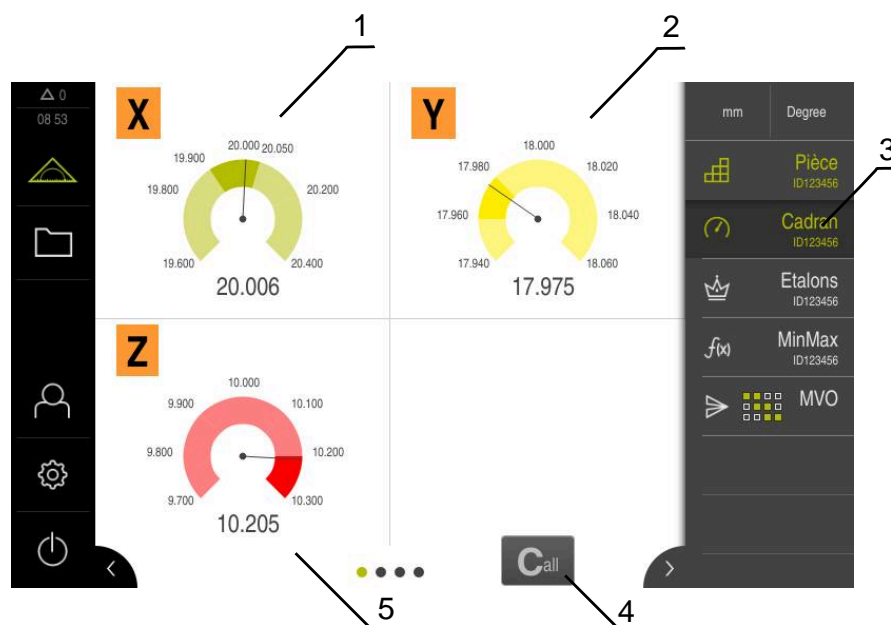 1
2
3
4
5
0
08 53
X
19.600
19.800
19.900
20.000
20.050
20.200
20.400
20.006
Y
17.940
17.960
17.980
18.000
18.020
18.040
18.060
17.975
Z
9.700
9.800
9.900
10.000
10.100
10.200
10.300
10.205
Call
mm
Degree
Pièce
ID123456
Cadran
ID123456
Etalons
ID123456
f(x)
MinMax
ID123456
MVO